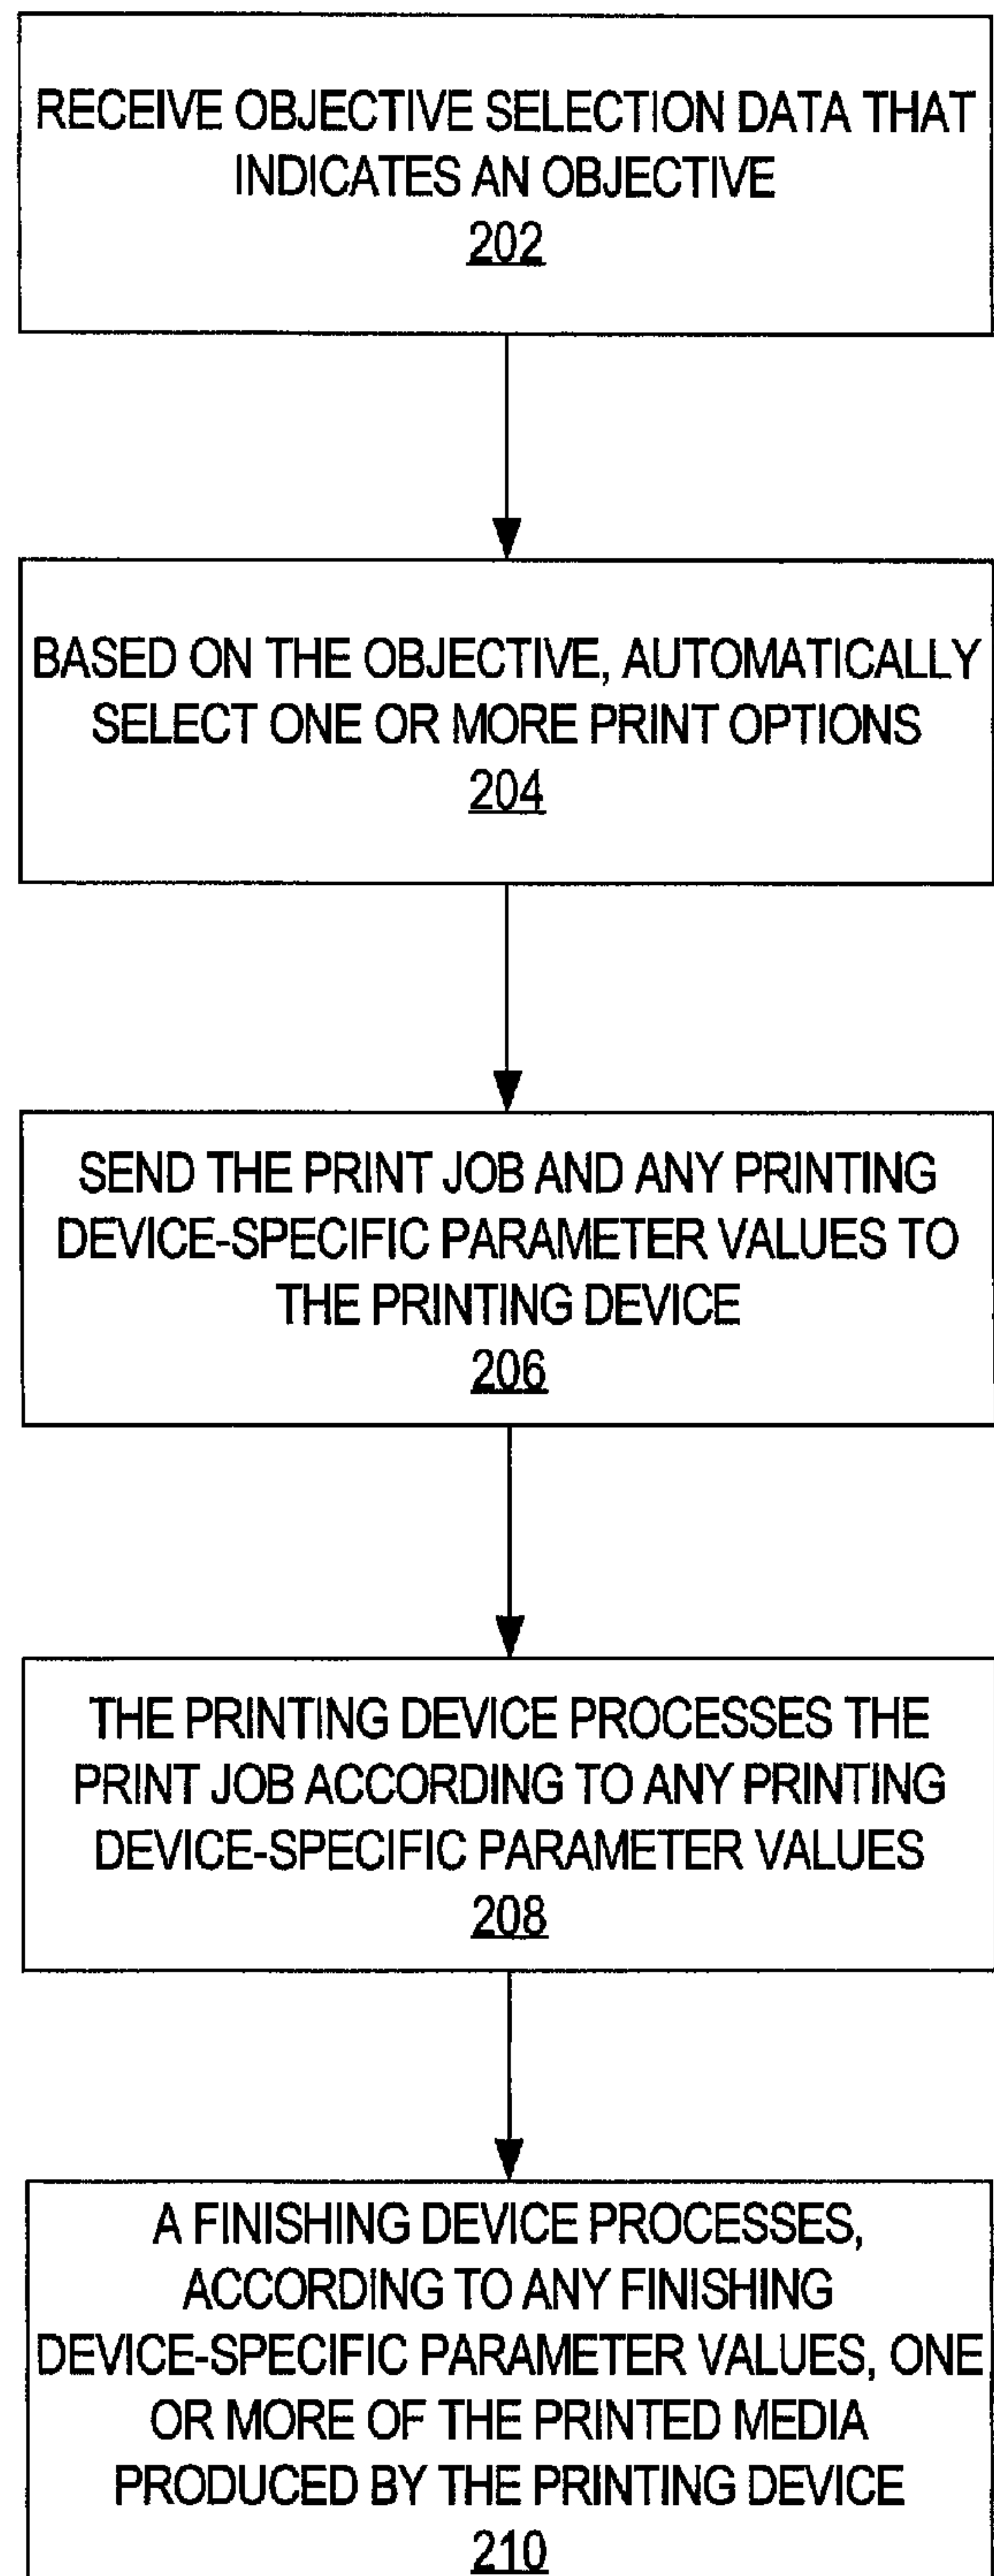 RECEIVE OBJECTIVE SELECTION DATA THAT
INDICATES AN OBJECTIVE
202
BASED ON THE OBJECTIVE, AUTOMATICALLY
SELECT ONE OR MORE PRINT OPTIONS
204
SEND THE PRINT JOB AND ANY PRINTING
DEVICE-SPECIFIC PARAMETER VALUES TO
THE PRINTING DEVICE
206
THE PRINTING DEVICE PROCESSES THE
PRINT JOB ACCORDING TO ANY PRINTING
DEVICE-SPECIFIC PARAMETER VALUES
208
A FINISHING DEVICE PROCESSES,
ACCORDING TO ANY FINISHING
DEVICE-SPECIFIC PARAMETER VALUES, ONE
OR MORE OF THE PRINTED MEDIA
PRODUCED BY THE PRINTING DEVICE
210